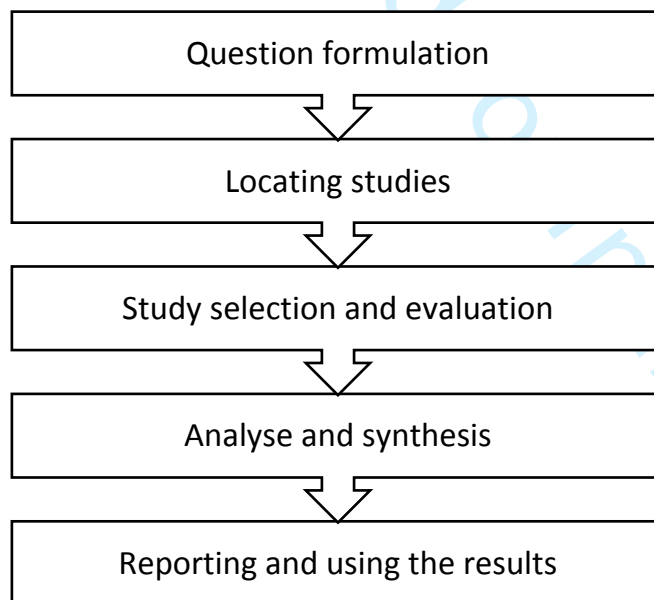 Question formulation
Locating studies
Study selection and evaluation
Analyse and synthesis
Reporting and using the results